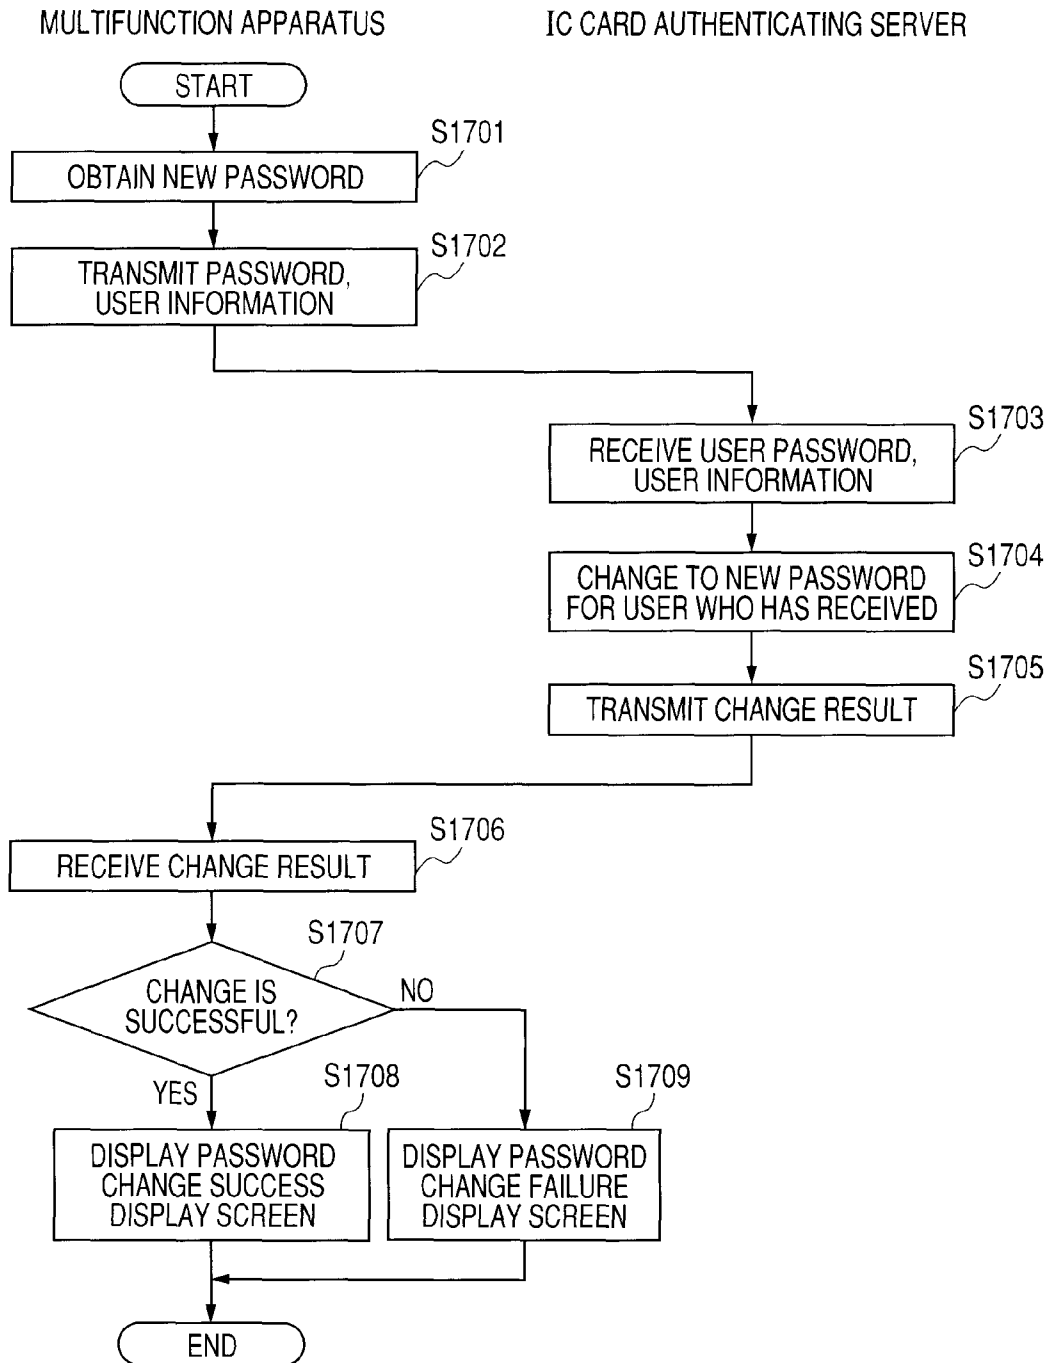 MULTIFUNCTION APPARATUS
IC CARD AUTHENTICATING SERVER
START
S1701
OBTAIN NEW PASSWORD
S1702
TRANSMIT PASSWORD,
USER INFORMATION
S1703
RECEIVE USER PASSWORD,
USER INFORMATION
S1704
CHANGE TO NEW PASSWORD
FOR USER WHO HAS RECEIVED
S1705
TRANSMIT CHANGE RESULT
S1706
RECEIVE CHANGE RESULT
S1707
CHANGE IS
SUCCESSFUL?
NO
YES
S1708
DISPLAY PASSWORD
CHANGE SUCCESS
DISPLAY SCREEN
S1709
DISPLAY PASSWORD
CHANGE FAILURE
DISPLAY SCREEN
END